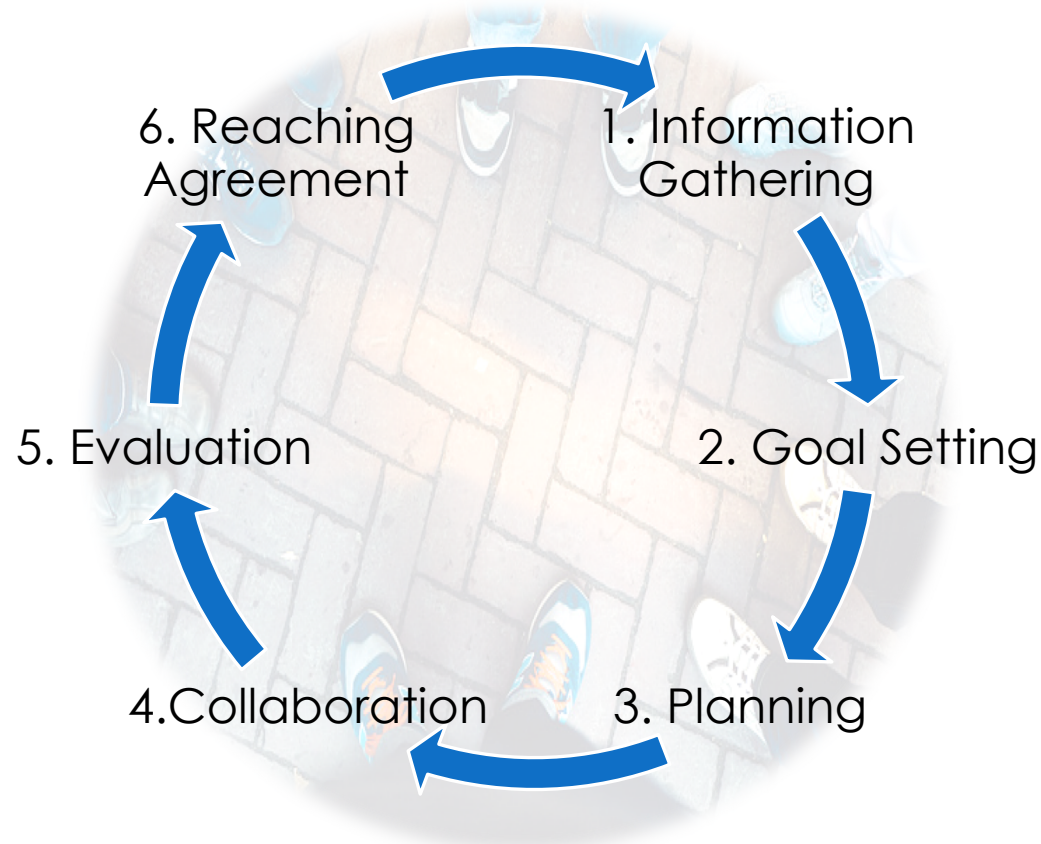 1. Information
Gathering
2. Goal Setting
3. Planning
4.Collaboration
5. Evaluation
6. Reaching
Agreement